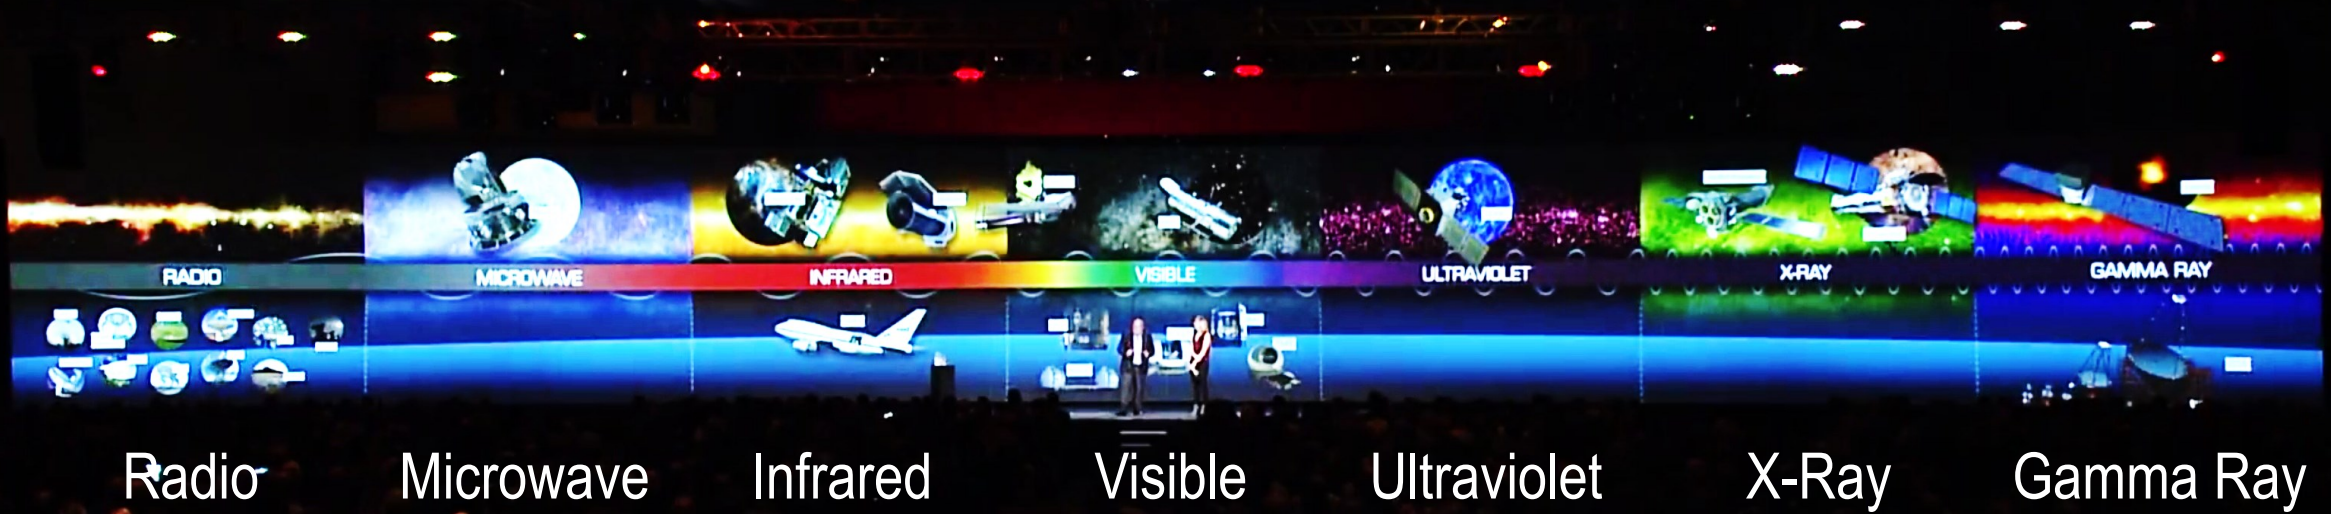 RADIO MICROWAVE INFRARED VISIBLE ULTRAVIOLET X-RAY GAMMA RAY
Radio Microwave Infrared Visible Ultraviolet X-Ray Gamma Ray